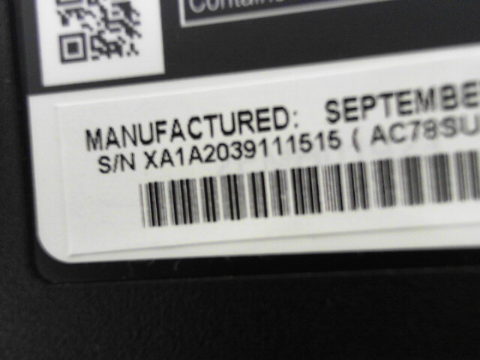 MANUFACTURED: SEPTEMBE
S/N XA1A2039111515 ( AC78SU